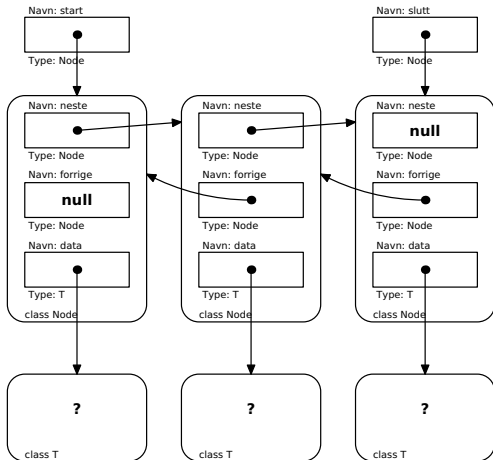 Navn: start
Type: Node
Navn: slutt
Type: Node
Navn: neste
Type: Node
Navn: forrige
null
Type: Node
Navn: data
Type: T
class Node
Navn: neste
Type: Node
Navn: forrige
Type: Node
Navn: data
Type: T
class Node
Navn: neste
null
Type: Node
Navn: forrige
Type: Node
Navn: data
Type: T
class Node
?
class T
?
class T
?
class T